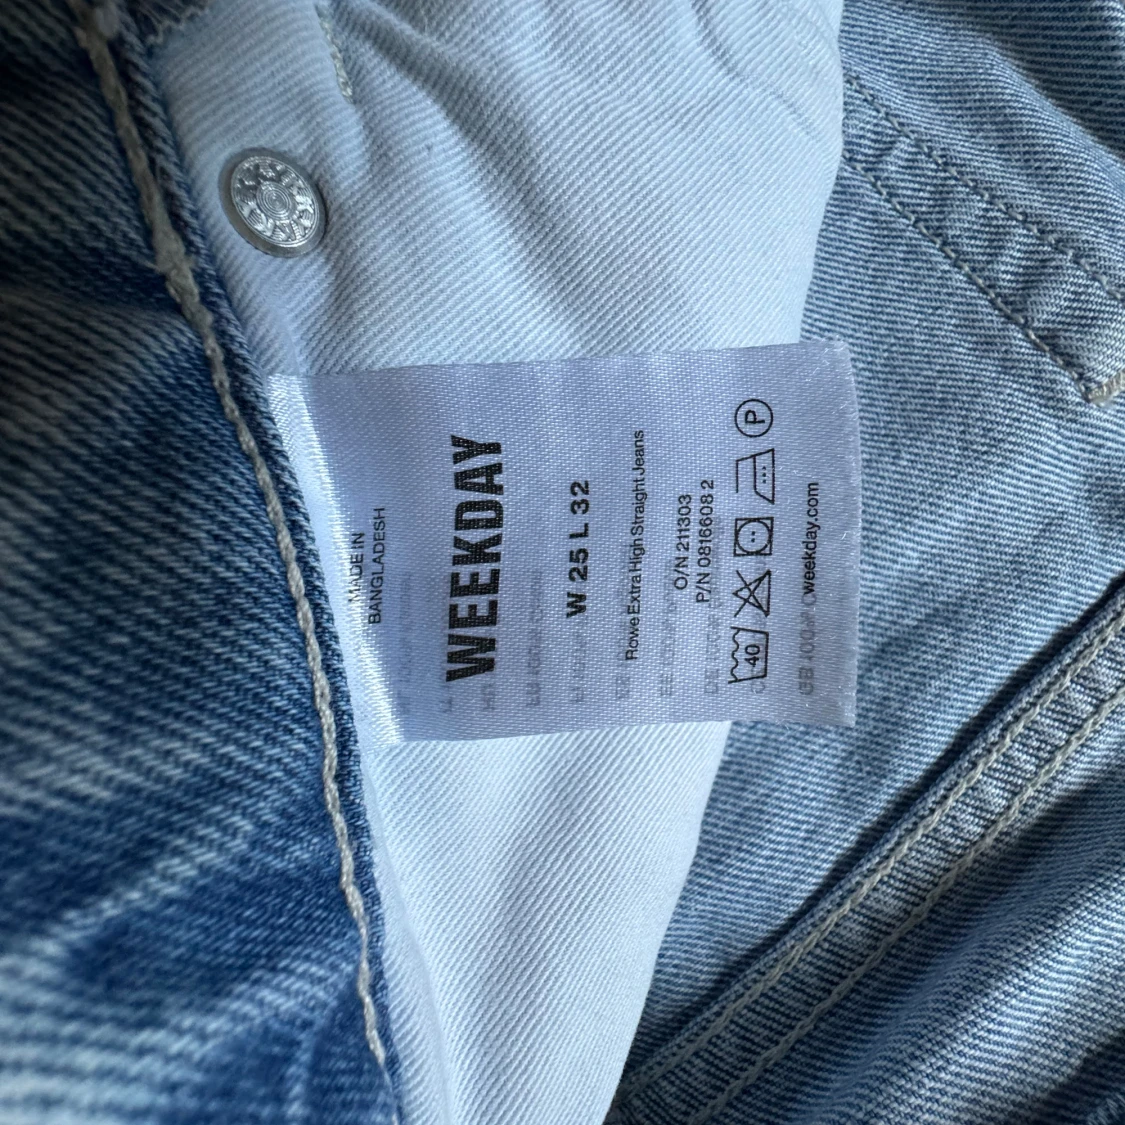 MADE IN
BANGLADESH
WEEKDAY
W 25 L 32
Rowe Extra High Straight Jeans
O/N 211303
P/N 0816608 2
40
P
weekday.com